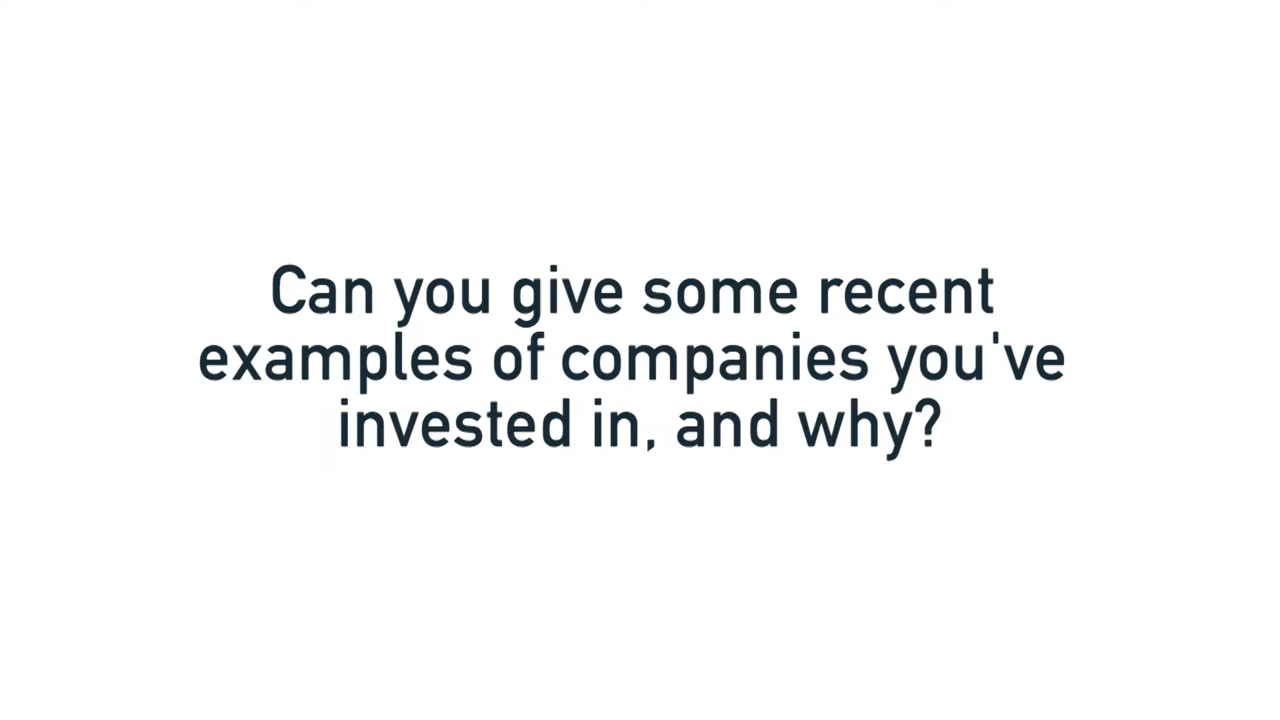 Can you give some recent
examples of companies you've
invested in, and why?